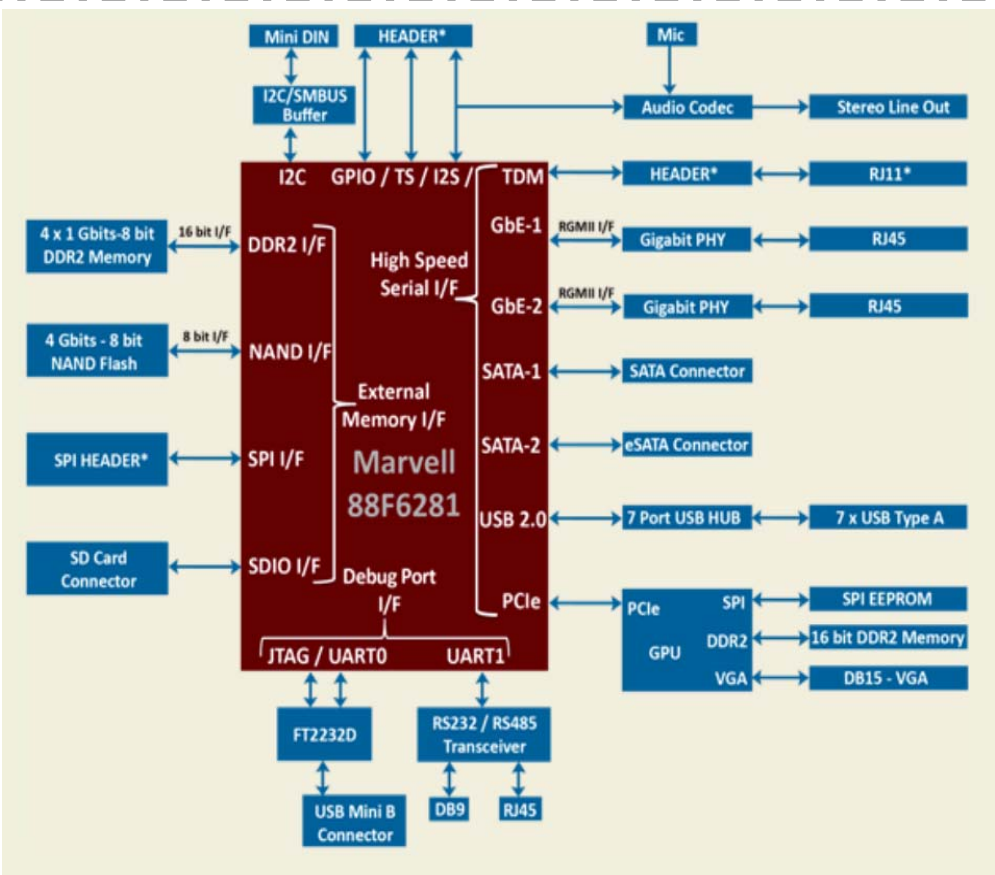 Mini DIN
HEADER*
Mic
I2C/SMBUS
Buffer
Audio Codec
Stereo Line Out
I2C
GPIO / TS / I2S /
TDM
HEADER*
RJ11*
4 x 1 Gbits-8 bit
DDR2 Memory
16 bit I/F
DDR2 I/F
High Speed
Serial I/F
GbE-1
RGMII I/F
Gigabit PHY
RJ45
GbE-2
RGMII I/F
Gigabit PHY
RJ45
4 Gbits - 8 bit
NAND Flash
8 bit I/F
NAND I/F
SATA-1
SATA Connector
External
Memory I/F
SPI HEADER*
SPI I/F
Marvell
88F6281
SATA-2
eSATA Connector
USB 2.0
7 Port USB HUB
7 x USB Type A
SD Card
Connector
SDIO I/F
Debug Port
I/F
PCIe
PCIe
GPU
SPI
DDR2
VGA
SPI EEPROM
16 bit DDR2 Memory
DB15 - VGA
JTAG / UART0
UART1
FT2232D
RS232 / RS485
Transceiver
USB Mini B
Connector
DB9
RJ45